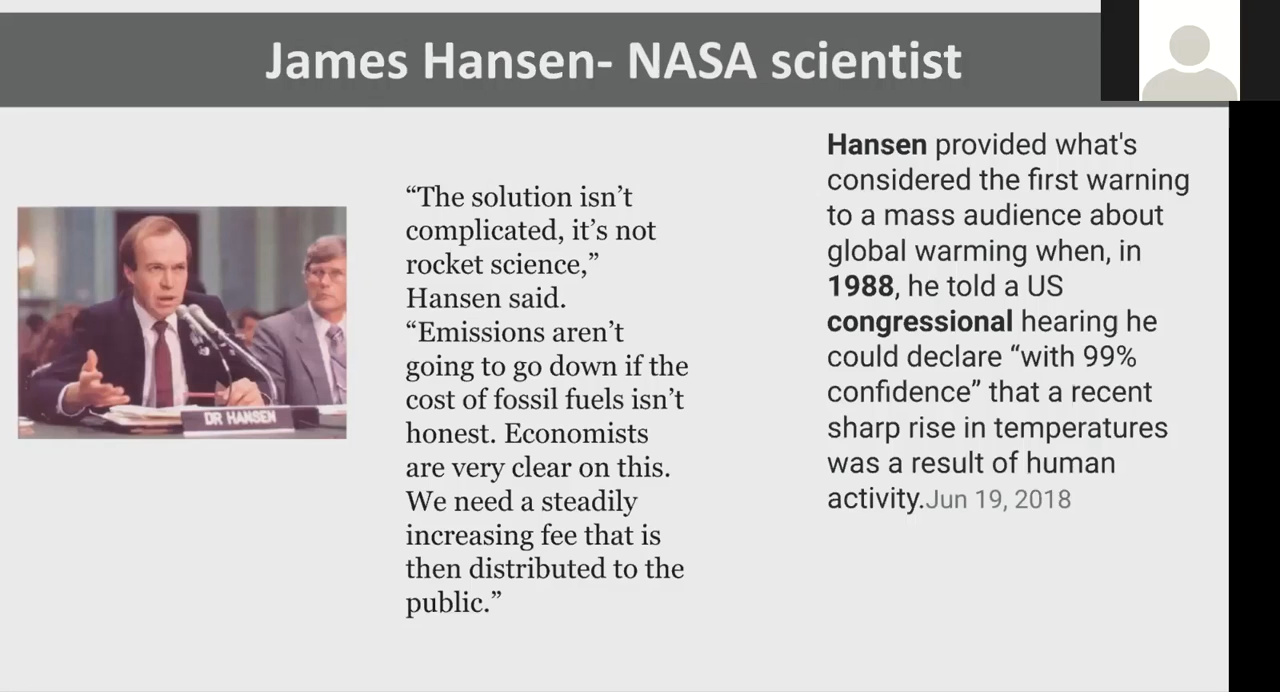 James Hansen- NASA scientist
DR HANSEN
“The solution isn’t
complicated, it’s not
rocket science,”
Hansen said.
“Emissions aren’t
going to go down if the
cost of fossil fuels isn’t
honest. Economists
are very clear on this.
We need a steadily
increasing fee that is
then distributed to the
public.”
Hansen provided what's
considered the first warning
to a mass audience about
global warming when, in
1988, he told a US
congressional hearing he
could declare “with 99%
confidence” that a recent
sharp rise in temperatures
was a result of human
activity.Jun 19, 2018